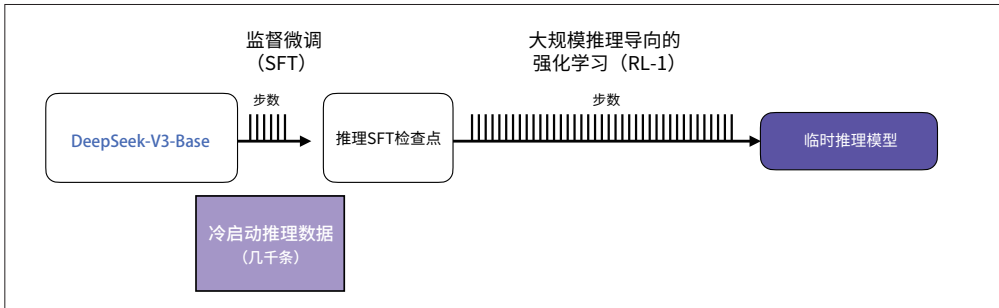 监督微调
（SFT）
大规模推理导向的
强化学习（RL-1）
步数
步数
DeepSeek-V3-Base
推理SFT检查点
临时推理模型
冷启动推理数据
（几千条）